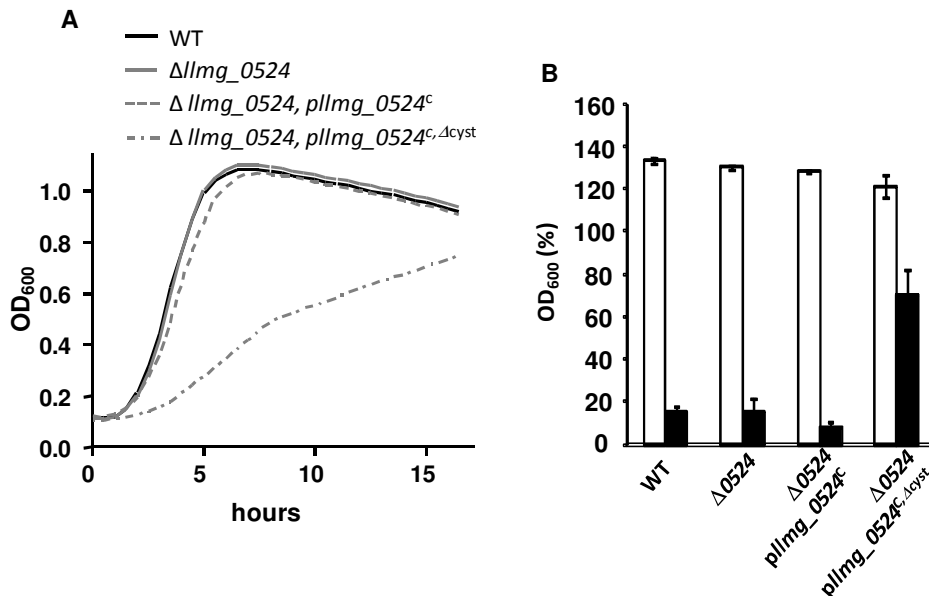 A
WT
Δllmg_0524
Δ llmg_0524, pllmg_0524ᶜ
Δ llmg_0524, pllmg_0524ᶜ,Δcyst
1.0
0.8
0.6
0.4
0.2
0.0
OD600
0 5 10 15
hours
B
160
140
120
100
80
60
40
20
0
OD600 (%)
WT
Δ0524
Δ0524
pllmg_0524ᶜ
Δ0524
pllmg_0524ᶜ,Δcyst